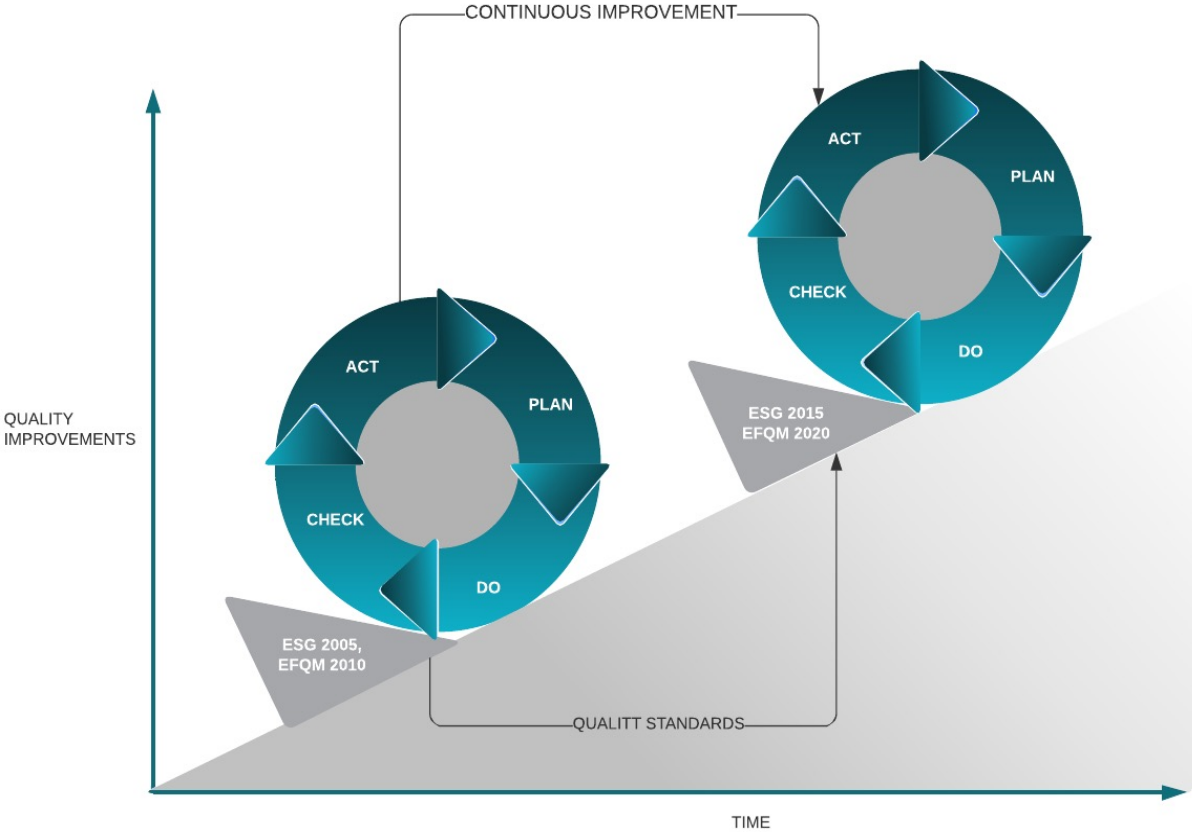 CONTINUOUS IMPROVEMENT
ACT
PLAN
CHECK
DO
ACT
PLAN
CHECK
DO
QUALITY
IMPROVEMENTS
ESG 2015
EFQM 2020
ESG 2005,
EFQM 2010
QUALITT STANDARDS
TIME